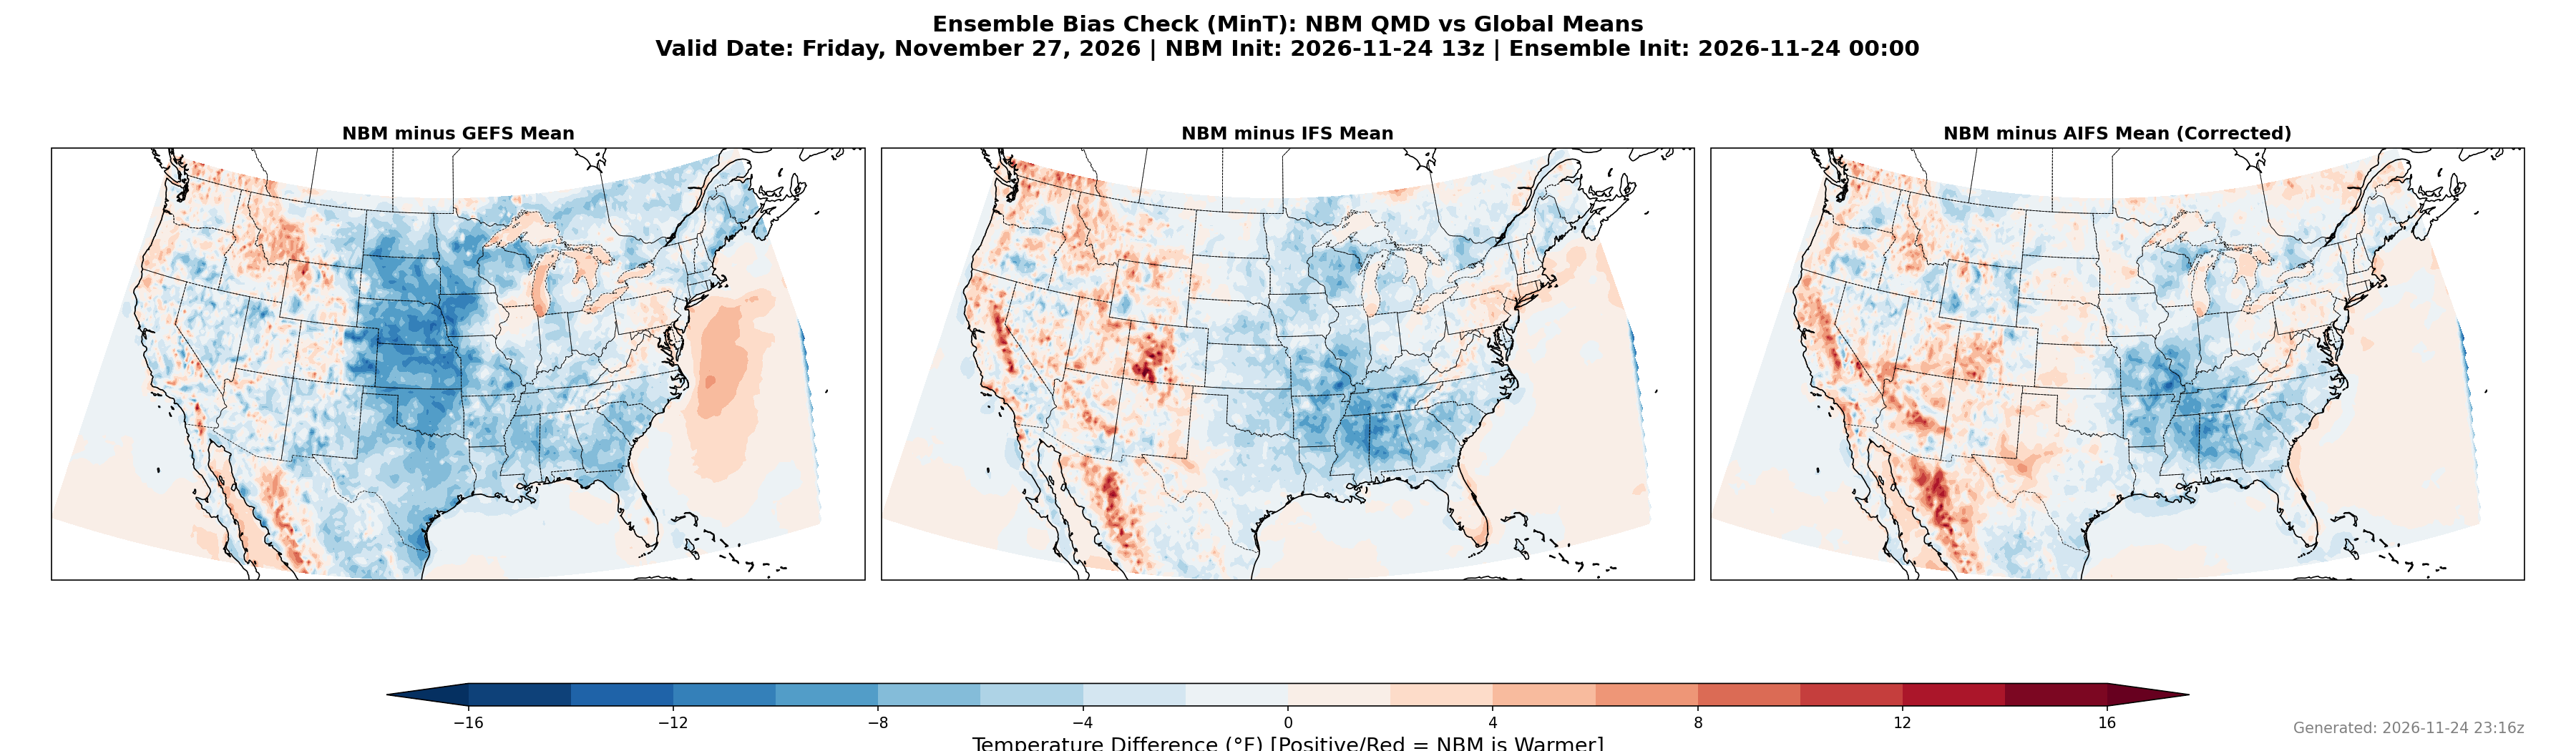 Ensemble Bias Check (MinT): NBM QMD vs Global Means
Valid Date: Friday, November 27, 2026 | NBM Init: 2026-11-24 13z | Ensemble Init: 2026-11-24 00:00
NBM minus GEFS Mean
NBM minus IFS Mean
NBM minus AIFS Mean (Corrected)
−16 −12 −8 −4 0 4 8 12 16
Temperature Difference (°F) [Positive/Red = NBM is Warmer]
Generated: 2026-11-24 23:16z